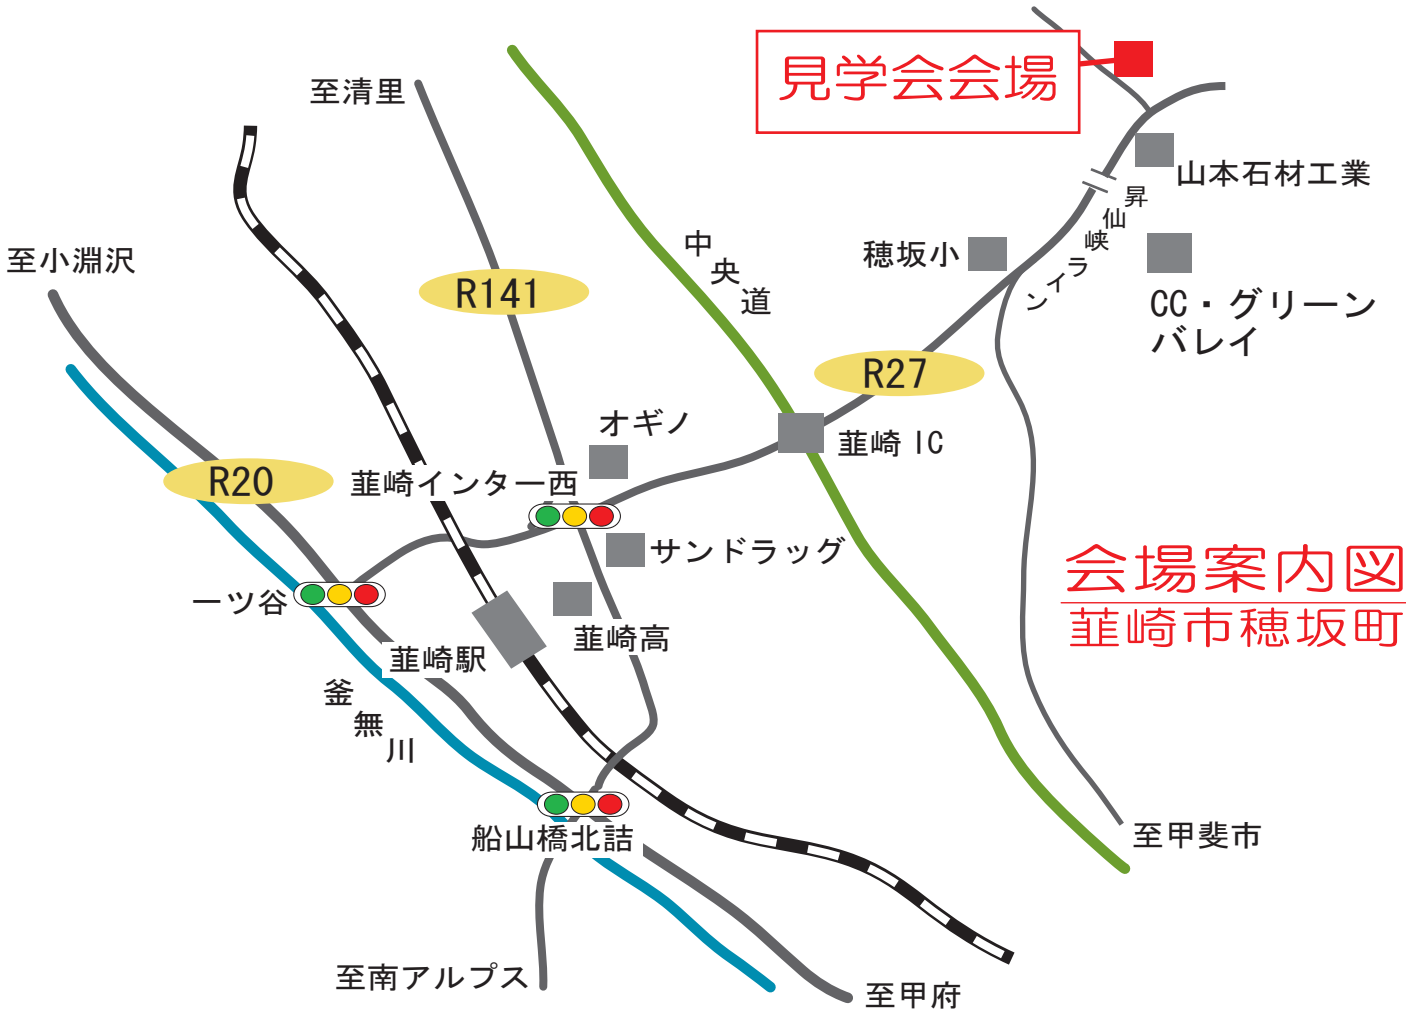 見学会会場
至清里
山本石材工業
昇仙峡ライン
穂坂小
中央道
至小淵沢
R141
CC・グリーン
バレイ
R27
オギノ
韮崎IC
R20
韮崎インター西
サンドラッグ
会場案内図
一ツ谷
韮崎高
韮崎市穂坂町
韮崎駅
釜無川
船山橋北詰
至甲斐市
至南アルプス
至甲府